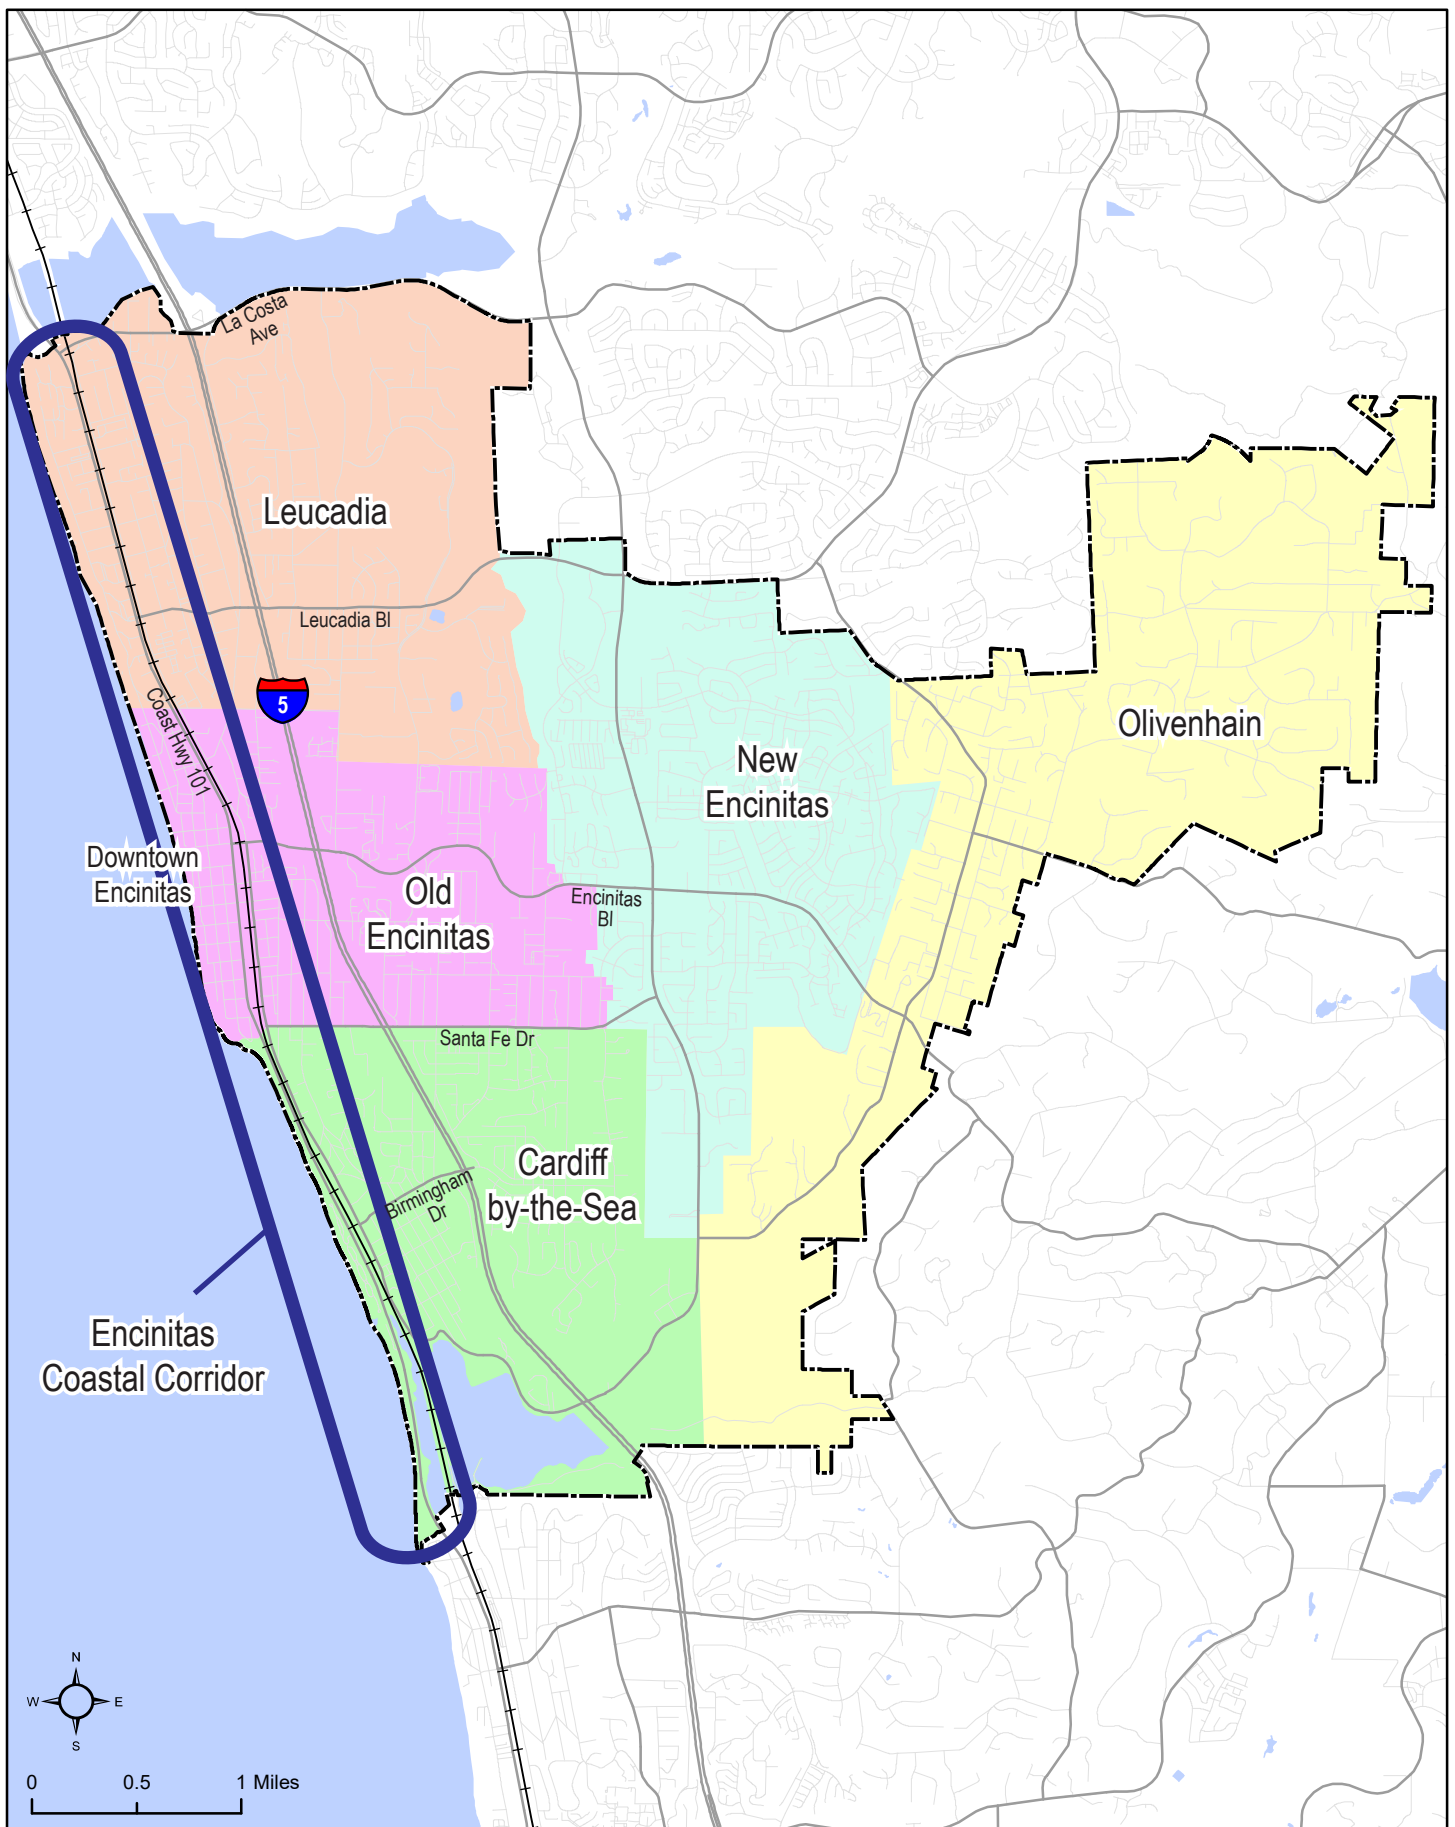 La Costa
Ave
Leucadia
Leucadia Bl
5
Coast Hwy 101
Olivenhain
New
Encinitas
Downtown
Encinitas
Old
Encinitas
Encinitas
Bl
Santa Fe Dr
Cardiff
by-the-Sea
Birmingham
Dr
Encinitas
Coastal Corridor
N
W
E
S
0
0.5
1 Miles